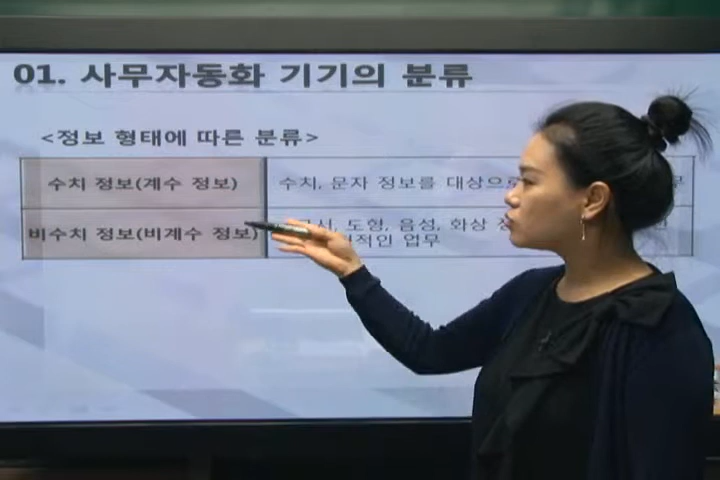 01. 사무자동화 기기의 분류
<정보 형태에 따른 분류>
수치 정보(계수 정보)
수치, 문자 정보를 대상으로
비수치 정보(비계수 정보)
도형, 음성, 화상
업무